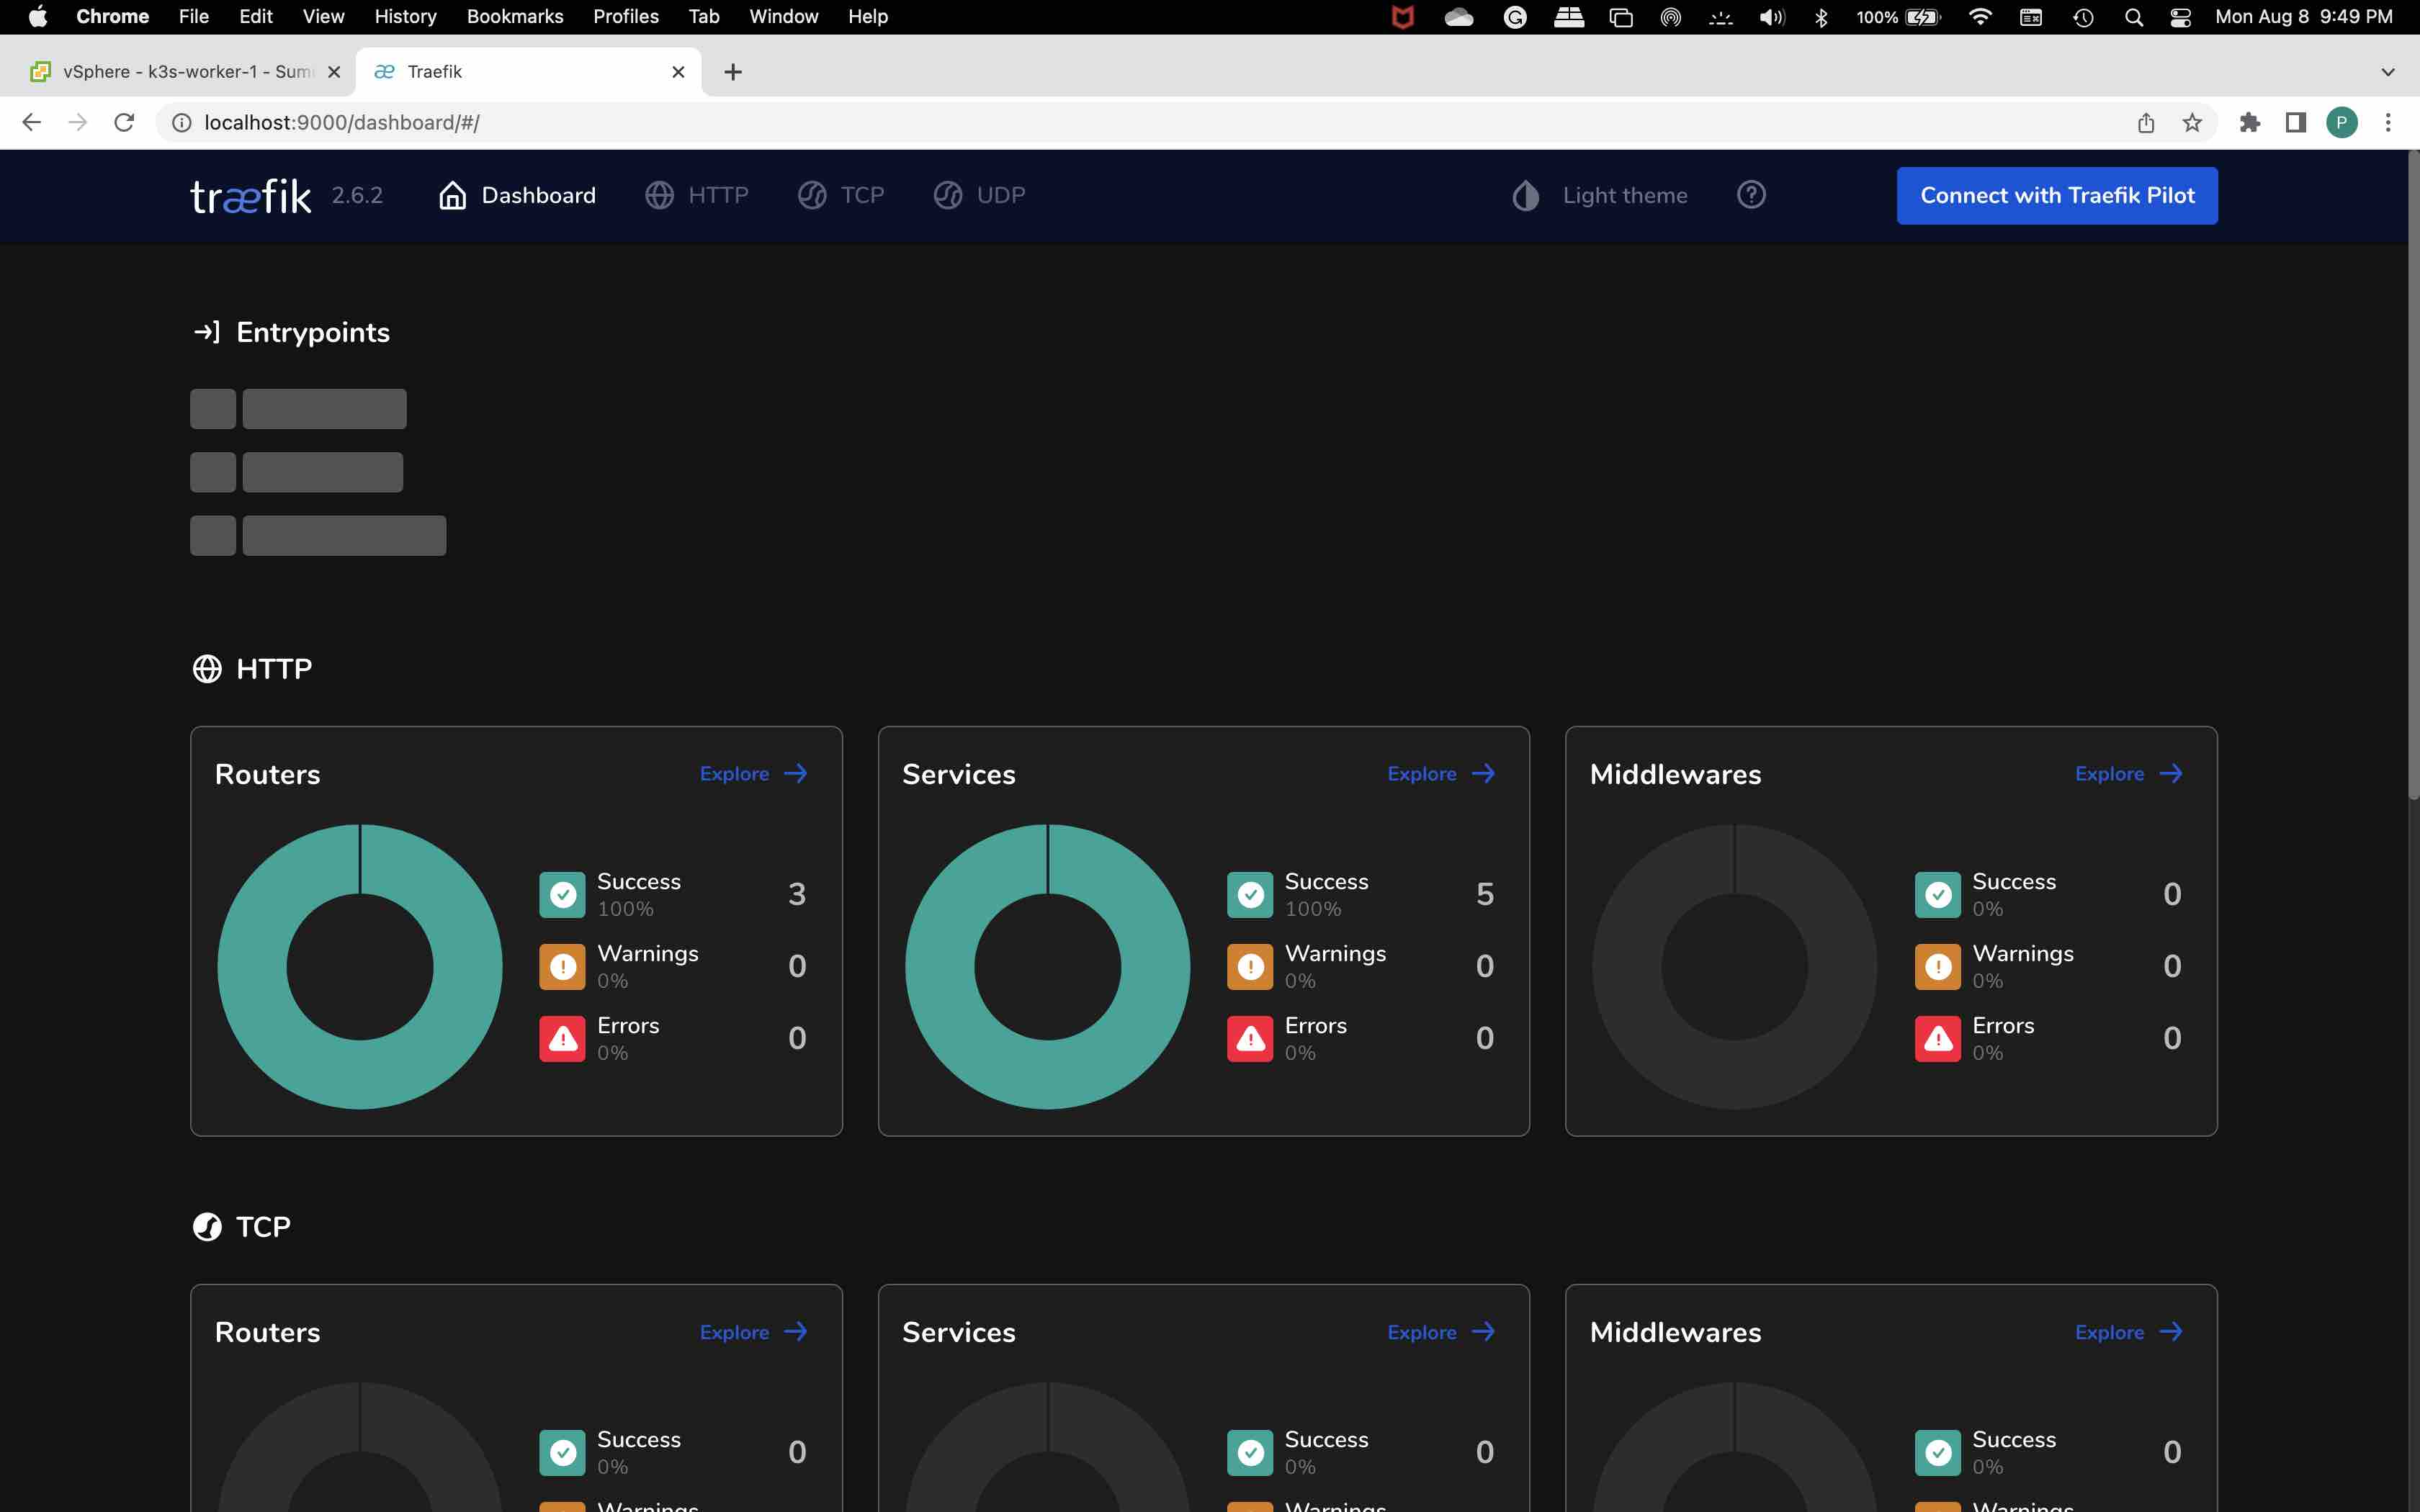 Chrome File Edit View History Bookmarks Profiles Tab Window Help 100% Mon Aug 8 9:49 PM
vSphere - k3s-worker-1 - Sum
Traefik
localhost:9000/dashboard/#/
P
træfik 2.6.2 Dashboard HTTP TCP UDP Light theme Connect with Traefik Pilot
Entrypoints
HTTP
Routers Explore
Success 3
100%
Warnings 0
0%
Errors 0
0%
Services Explore
Success 5
100%
Warnings 0
0%
Errors 0
0%
Middlewares Explore
Success 0
0%
Warnings 0
0%
Errors 0
0%
TCP
Routers Explore
Success 0
0%
Warnings
Services Explore
Success 0
0%
Warnings
Middlewares Explore
Success 0
0%
Warnings